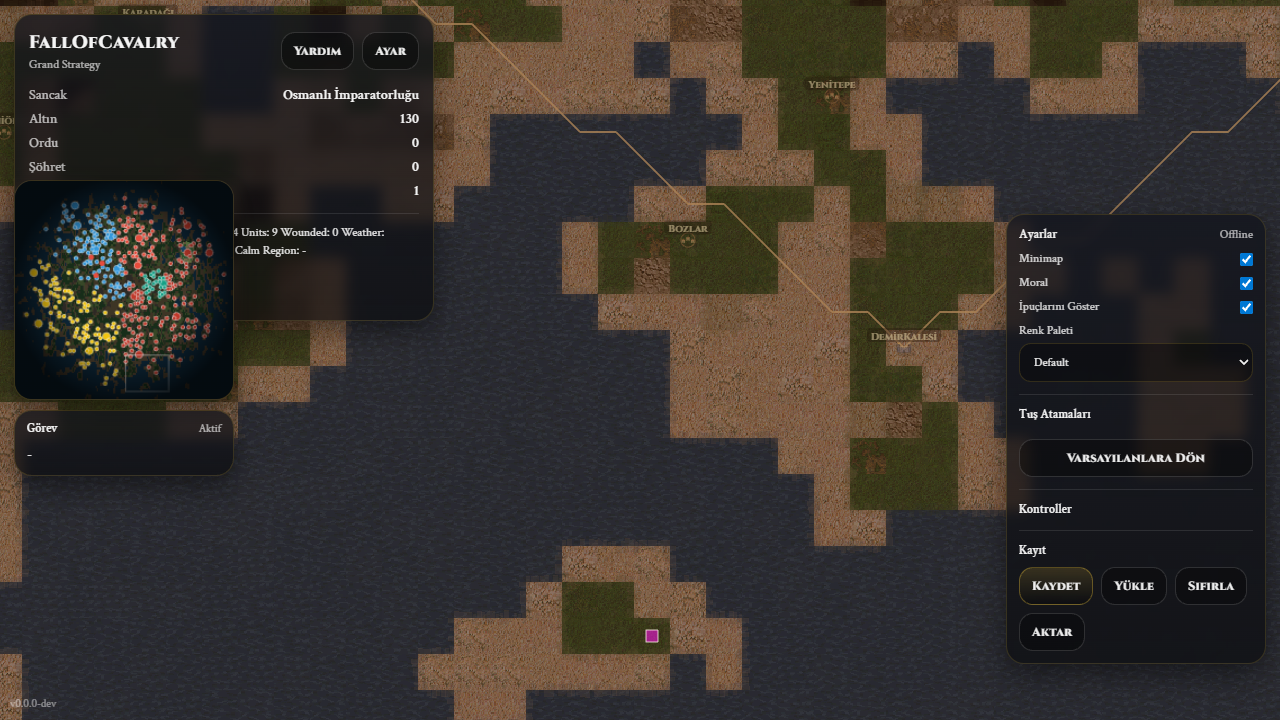 KARADAĞI
FallOfCavalry
Grand Strategy
Yardım
Ayar
Sancak
Osmanlı İmparatorluğu
Altın
130
Ordu
0
Şöhret
0
1
4 Units: 9 Wounded: 0 Weather:
Calm Region: -
Görev
Aktif
-
Yenitepe
Bozlar
Demirkalesi
Ayarlar
Offline
Minimap
Moral
İpuçlarını Göster
Renk Paleti
Default
Tuş Atamaları
Varsayılanlara Dön
Kontroller
Kayıt
Kaydet
Yükle
Sıfırla
Aktar
v0.0.0-dev